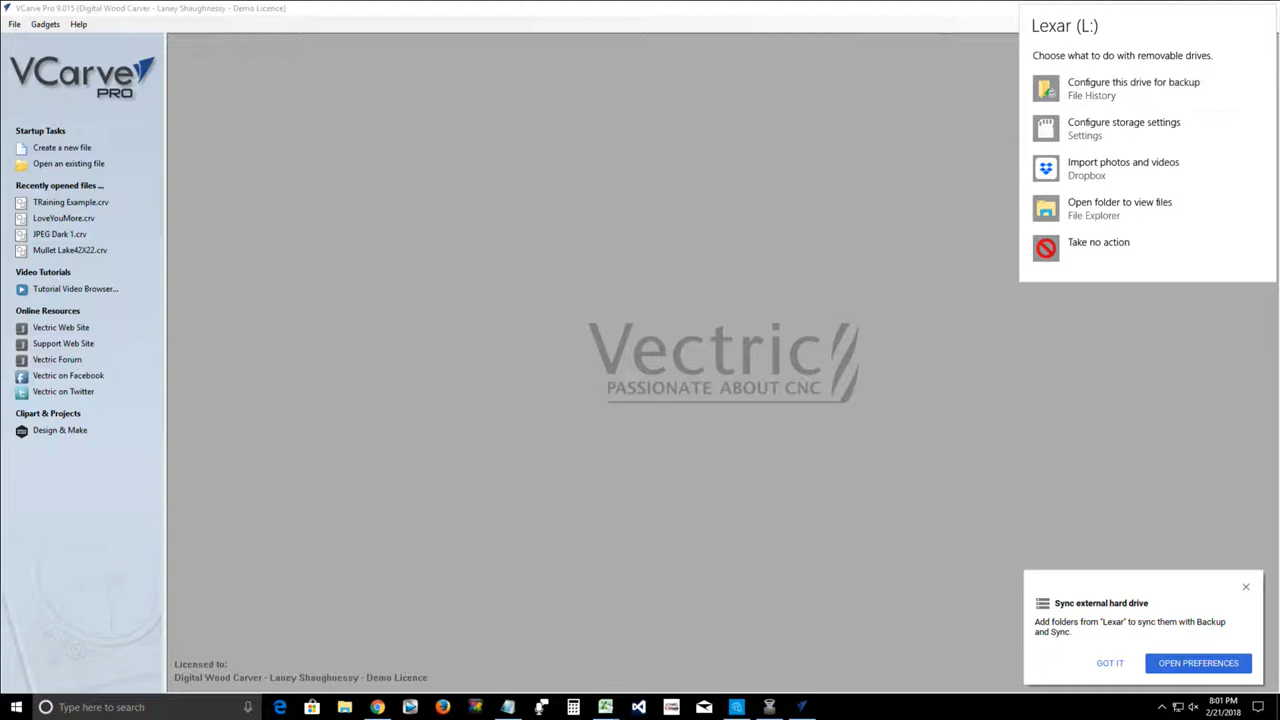 VCarve Pro 9.015 {Digital Wood Carver - Laney Shaughnessy - Demo Licence}
File Gadgets Help
VCarve
PRO
Startup Tasks
Create a new file
Open an existing file
Recently opened files ...
TRaining Example.crv
LoveYouMore.crv
JPEG Dark 1.crv
Mullet Lake42X22.crv
Video Tutorials
Tutorial Video Browser...
Online Resources
Vectric Web Site
Support Web Site
Vectric Forum
Vectric on Facebook
Vectric on Twitter
Clipart & Projects
Design & Make
Vectric
PASSIONATE ABOUT CNC
Licensed to:
Digital Wood Carver - Laney Shaughnessy - Demo Licence
Lexar (L:)
Choose what to do with removable drives.
Configure this drive for backup
File History
Configure storage settings
Settings
Import photos and videos
Dropbox
Open folder to view files
File Explorer
Take no action
Sync external hard drive
Add folders from "Lexar" to sync them with Backup
and Sync.
GOT IT OPEN PREFERENCES
Type here to search
8:01 PM
2/21/2018